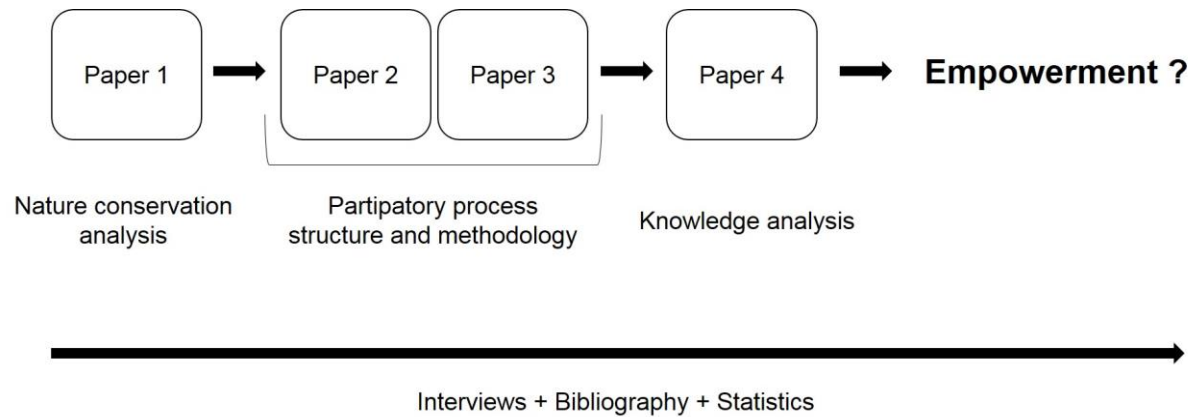 Paper 1
Paper 2
Paper 3
Paper 4
Empowerment ?
Nature conservation
analysis
Partipatory process
structure and methodology
Knowledge analysis
Interviews + Bibliography + Statistics